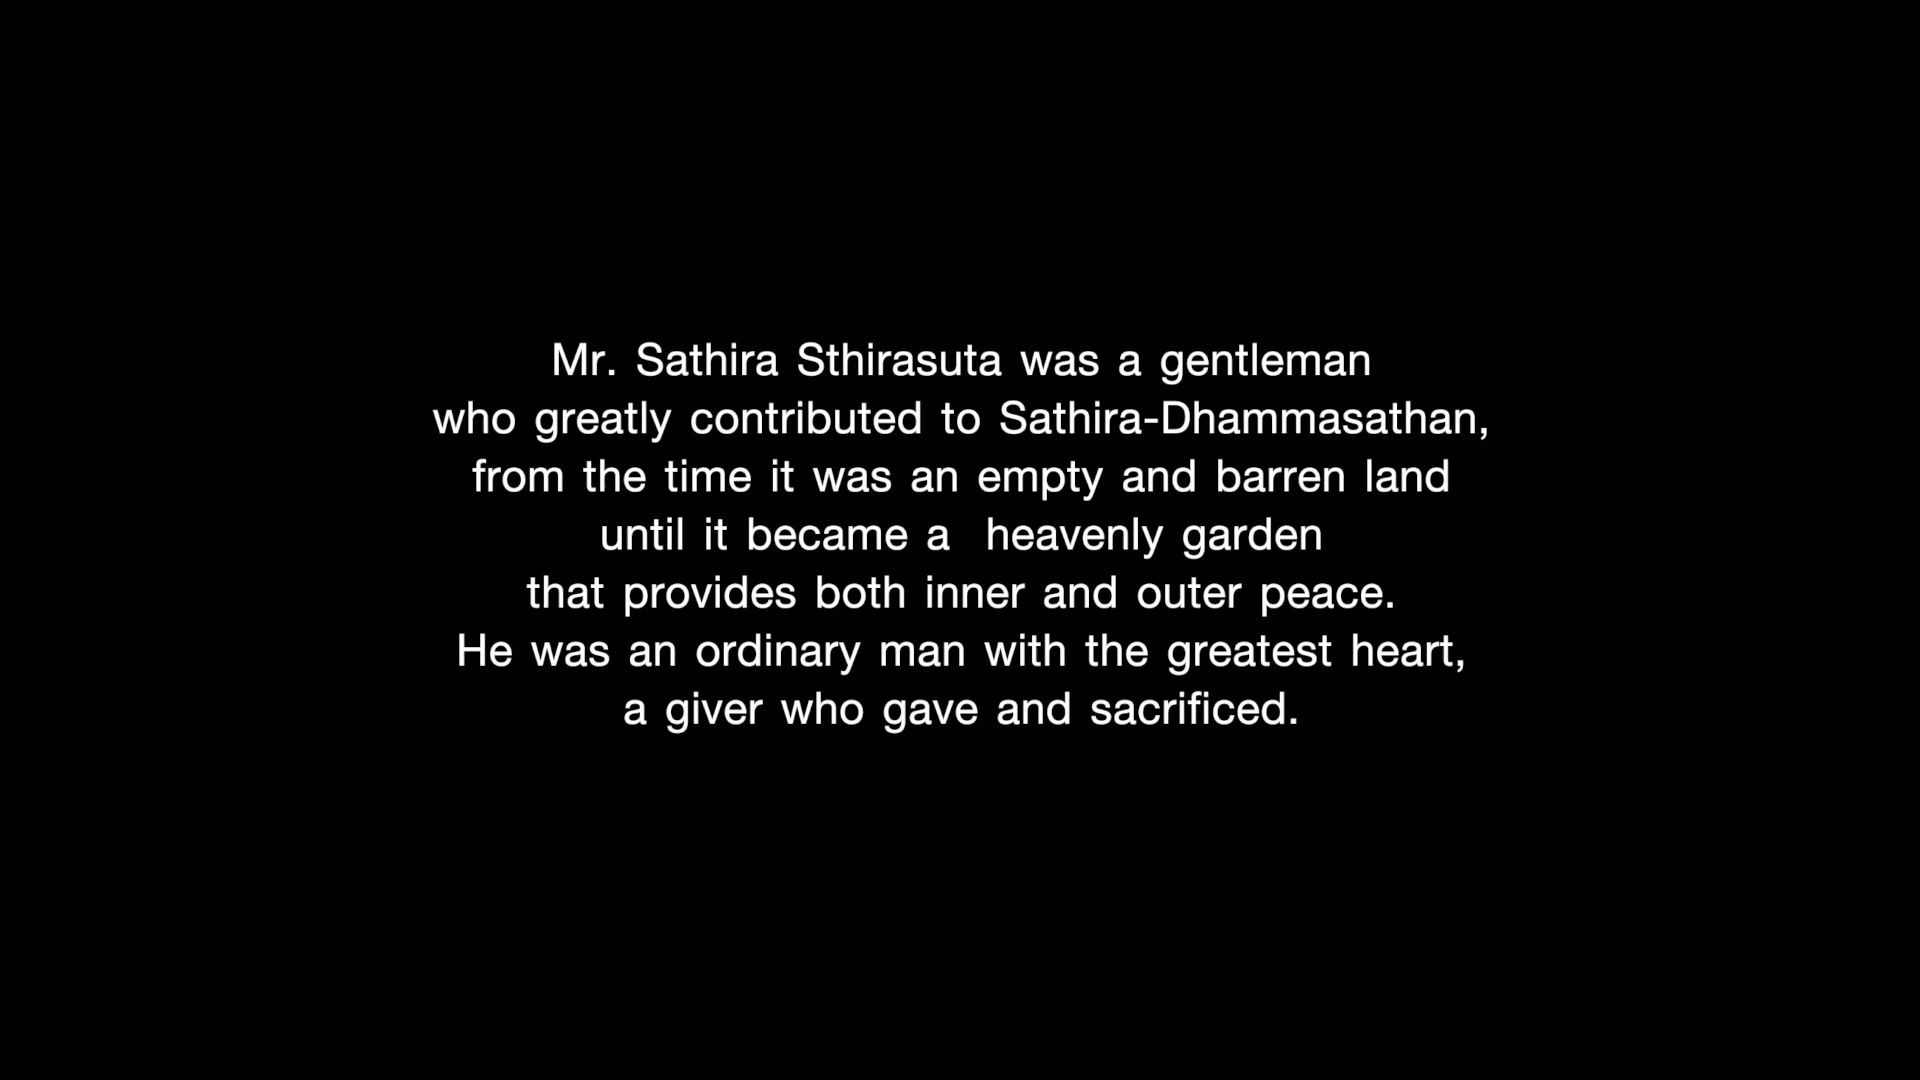 Mr. Sathira Sthirasuta was a gentleman
who greatly contributed to Sathira-Dhammasathan,
from the time it was an empty and barren land
until it became a  heavenly garden
that provides both inner and outer peace.
He was an ordinary man with the greatest heart,
a giver who gave and sacrificed.